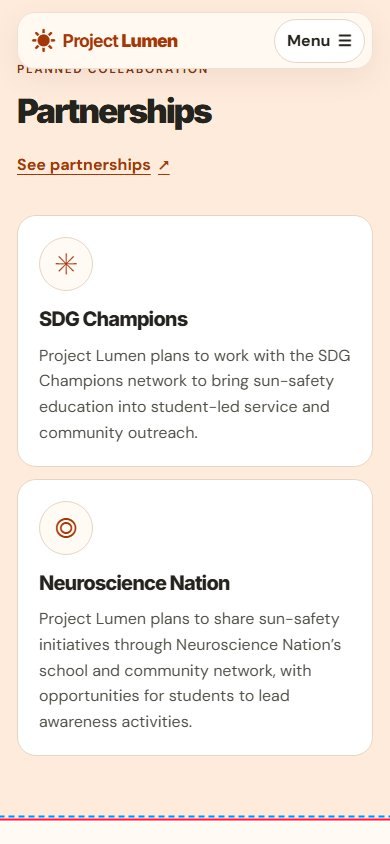 Project Lumen
Menu
PLANNED COLLABORATION
Partnerships
See partnerships ↗
SDG Champions
Project Lumen plans to work with the SDG
Champions network to bring sun-safety
education into student-led service and
community outreach.
Neuroscience Nation
Project Lumen plans to share sun-safety
initiatives through Neuroscience Nation’s
school and community network, with
opportunities for students to lead
awareness activities.